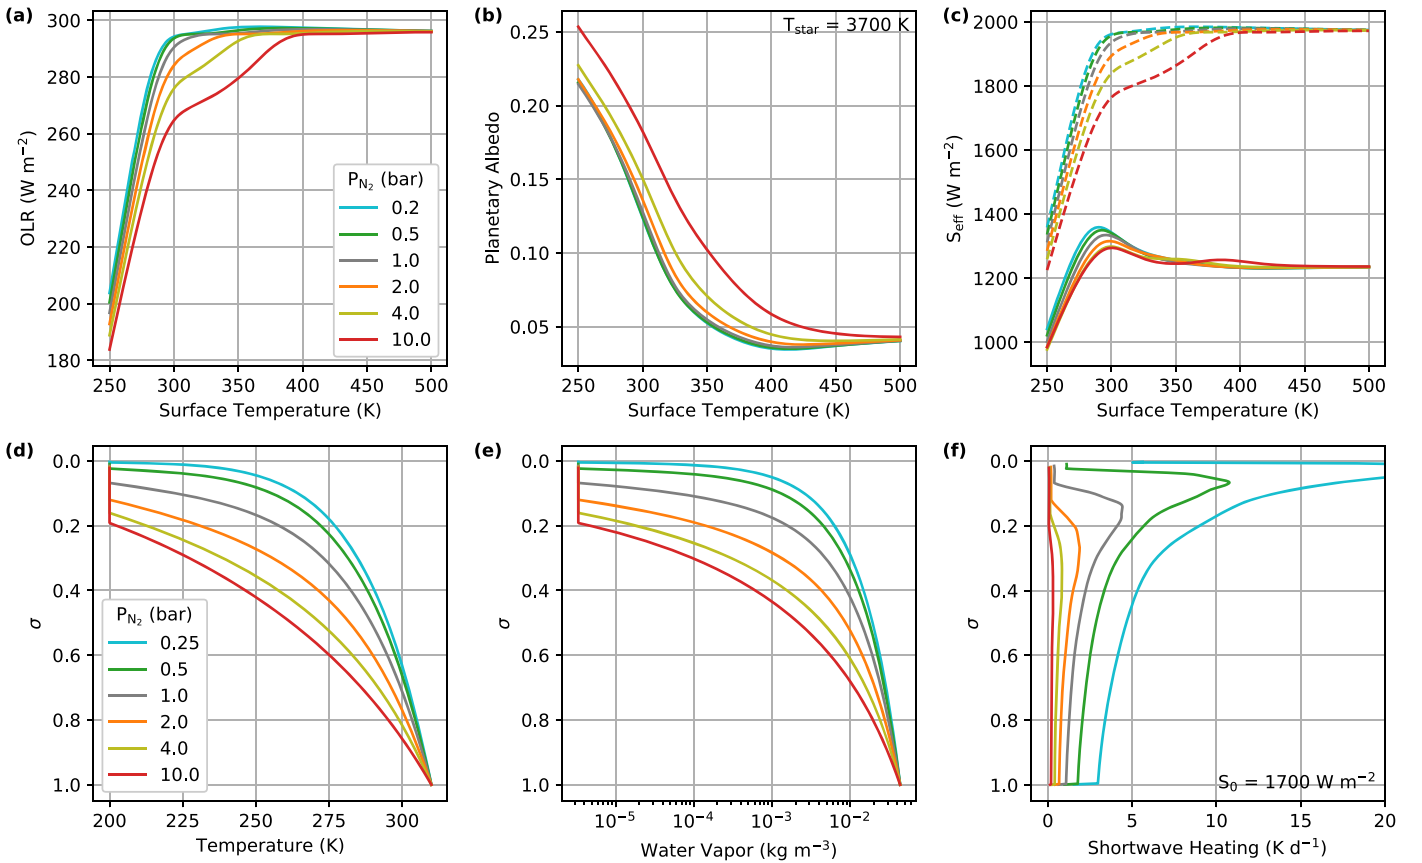 (a)
300
280
260
240
220
200
180
OLR (W m⁻²)
P_N₂ (bar)
0.2
0.5
1.0
2.0
4.0
10.0
250 300 350 400 450 500
Surface Temperature (K)
(b)
T_star = 3700 K
0.25
0.20
0.15
0.10
0.05
Planetary Albedo
250 300 350 400 450 500
Surface Temperature (K)
(c)
2000
1800
1600
1400
1200
1000
S_eff (W m⁻²)
250 300 350 400 450 500
Surface Temperature (K)
(d)
0.0
0.2
0.4
0.6
0.8
1.0
σ
P_N₂ (bar)
0.25
0.5
1.0
2.0
4.0
10.0
200 225 250 275 300
Temperature (K)
(e)
0.0
0.2
0.4
0.6
0.8
1.0
σ
10⁻⁵ 10⁻⁴ 10⁻³ 10⁻²
Water Vapor (kg m⁻³)
(f)
0.0
0.2
0.4
0.6
0.8
1.0
σ
S₀ = 1700 W m⁻²
0 5 10 15 20
Shortwave Heating (K d⁻¹)